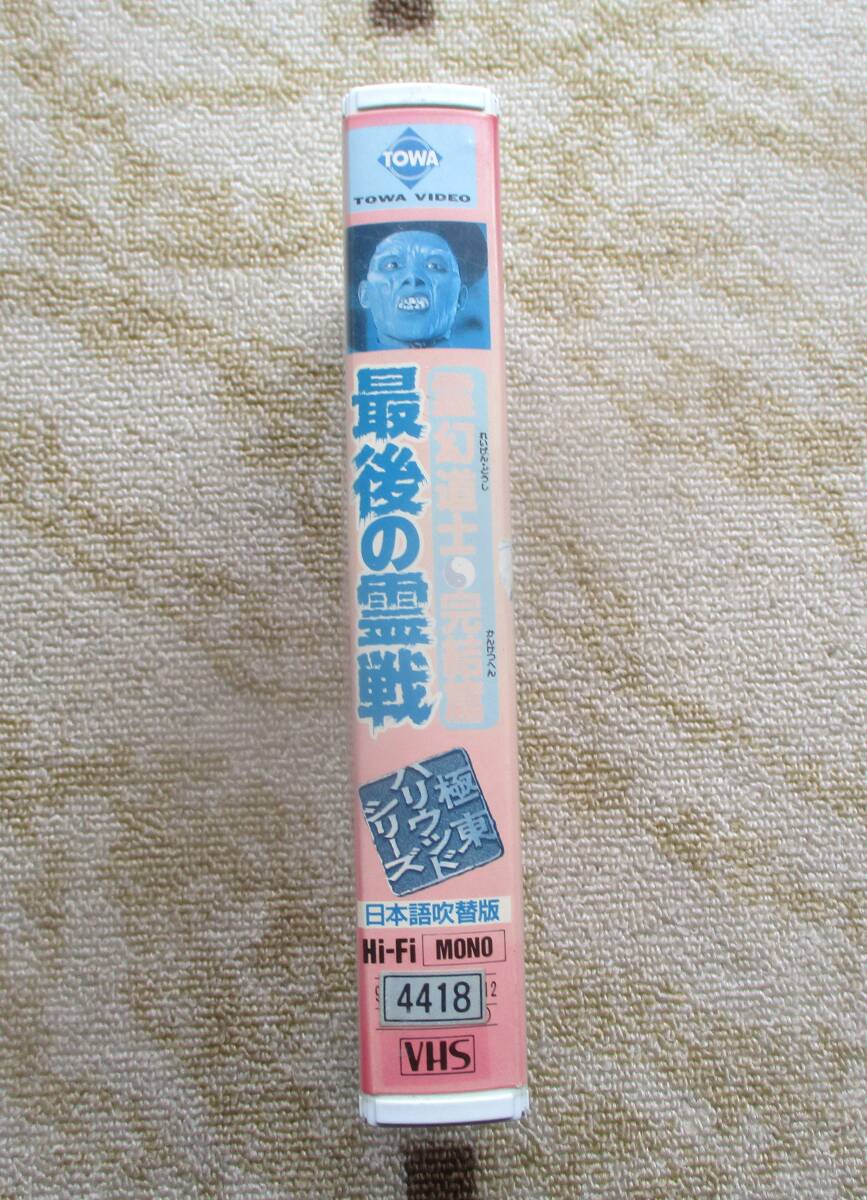 TOWA
TOWA VIDEO
霊幻道士
完結篇
れいげん・どうし
かんけつへん
最後の霊戦
極東
ハリウッド
シリーズ
日本語吹替版
Hi-Fi MONO
4418
12
VHS